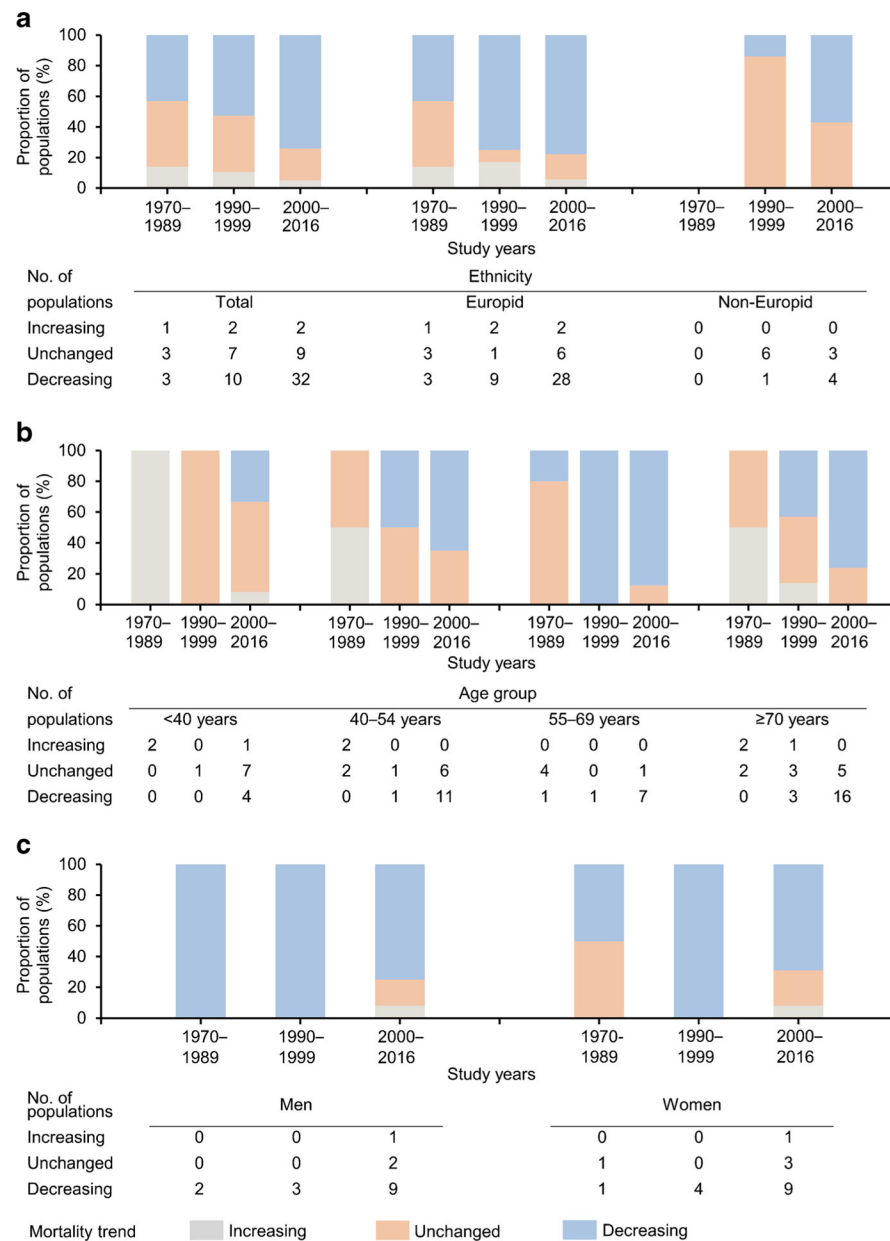 a
100
80
60
40
20
0
Proportion of
populations (%)
1970– 1990– 2000– 1970– 1990– 2000– 1970– 1990– 2000–
1989 1999 2016 1989 1999 2016 1989 1999 2016
Study years
No. of Ethnicity
populations Total Europid Non-Europid
Increasing 1 2 2 1 2 2 0 0 0
Unchanged 3 7 9 3 1 6 0 6 3
Decreasing 3 10 32 3 9 28 0 1 4
b
100
80
60
40
20
0
Proportion of
populations (%)
1970– 1990– 2000– 1970– 1990– 2000– 1970– 1990– 2000– 1970– 1990– 2000–
1989 1999 2016 1989 1999 2016 1989 1999 2016 1989 1999 2016
Study years
No. of Age group
populations <40 years 40–54 years 55–69 years ≥70 years
Increasing 2 0 1 2 0 0 0 0 0 2 1 0
Unchanged 0 1 7 2 1 6 4 0 1 2 3 5
Decreasing 0 0 4 0 1 11 1 1 7 0 3 16
c
100
80
60
40
20
0
Proportion of
populations (%)
1970- 1990– 2000– 1970- 1990– 2000–
1989 1999 2016 1989 1999 2016
Study years
No. of
populations Men Women
Increasing 0 0 1 0 0 1
Unchanged 0 0 2 1 0 3
Decreasing 2 3 9 1 4 9
Mortality trend Increasing Unchanged Decreasing